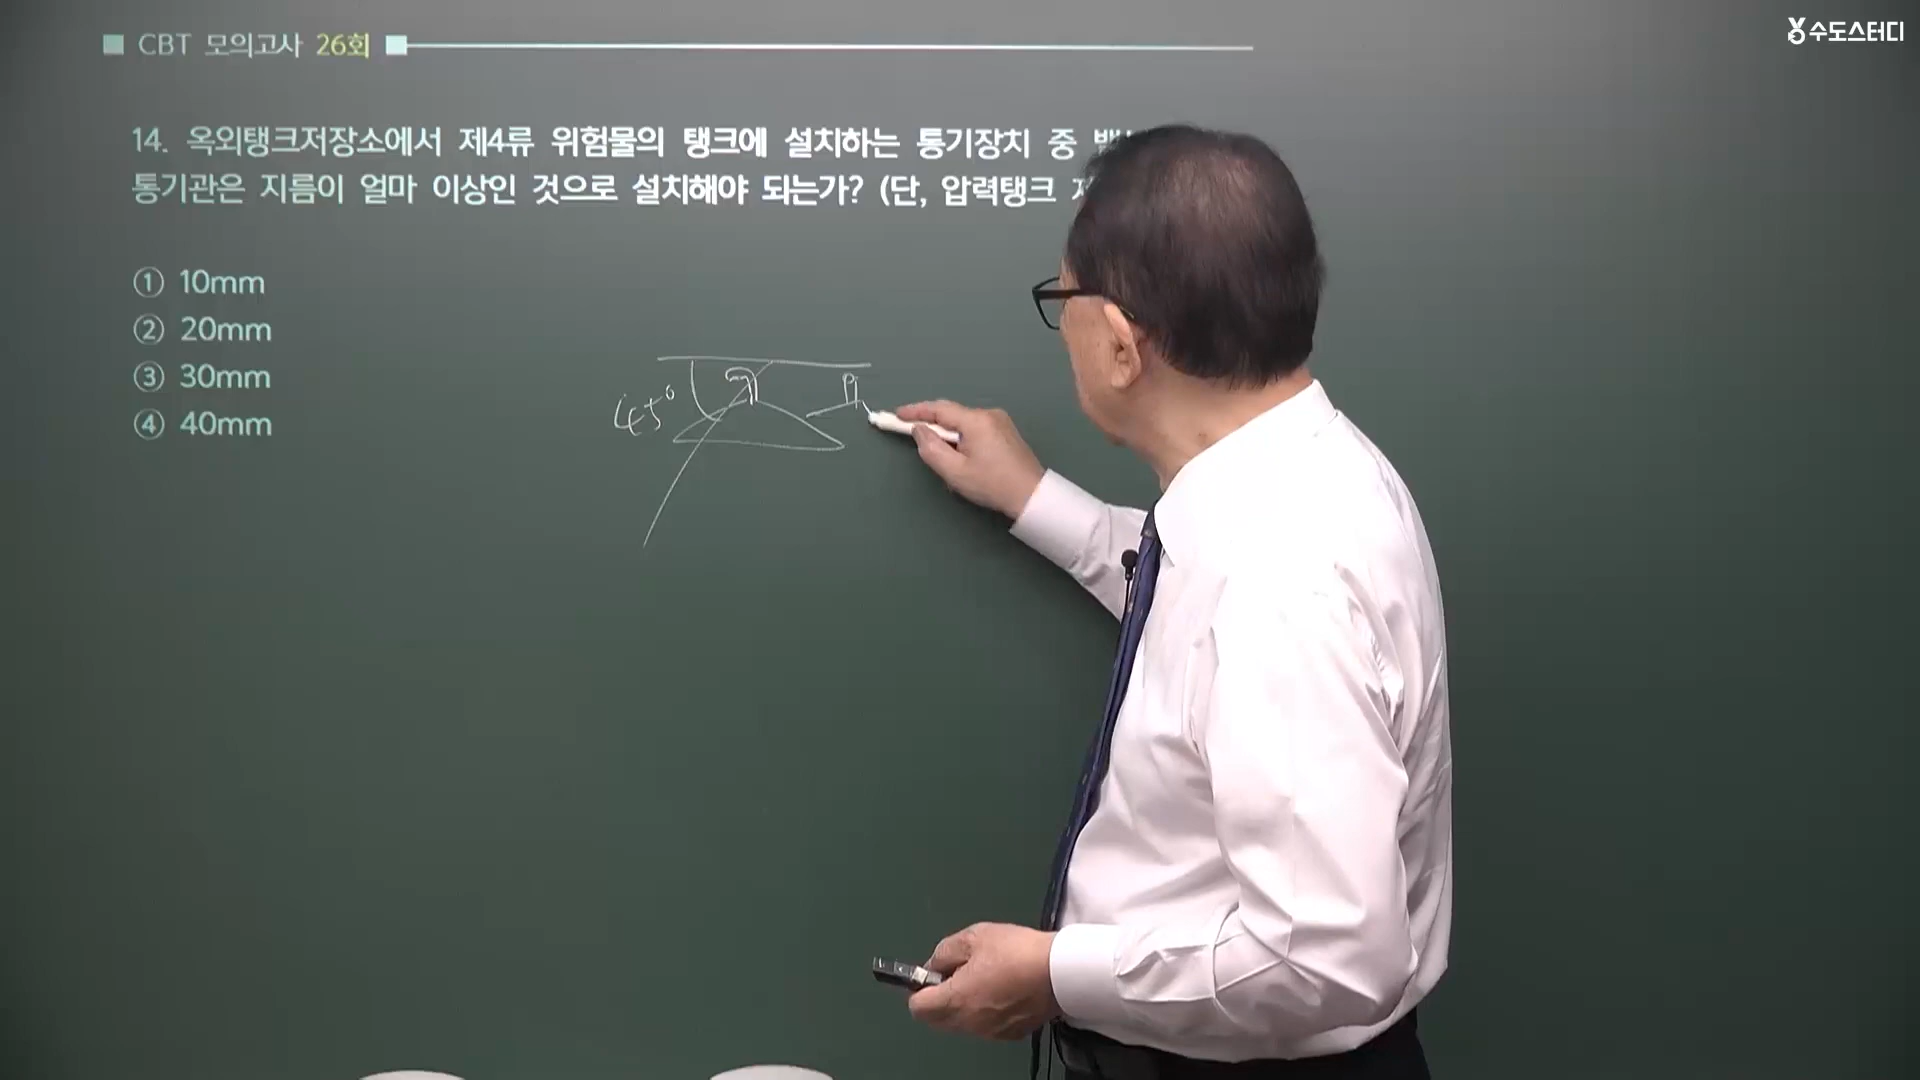 ■ CBT 모의고사 26회 ■
수도스터디
14. 옥외탱크저장소에서 제4류 위험물의 탱크에 설치하는 통기장치 중
통기관은 지름이 얼마 이상인 것으로 설치해야 되는가? (단, 압력탱크
① 10mm
② 20mm
③ 30mm
④ 40mm
45°